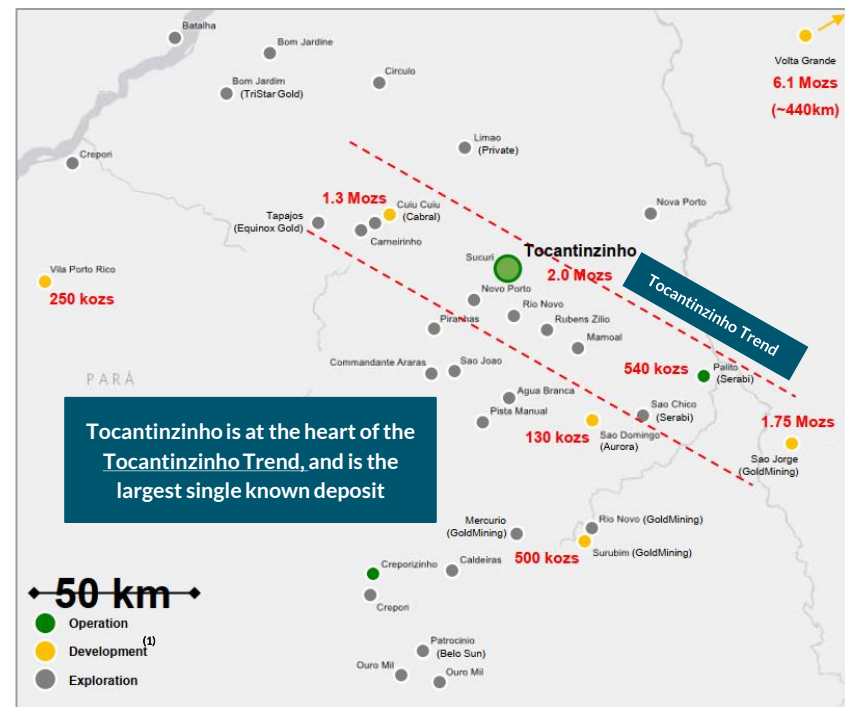 Batalha
Bom Jardine
Bom Jardim
(TriStar Gold)
Circulo
Volta Grande
6.1 Mozs
(~440km)
Crepori
Limao
(Private)
1.3 Mozs
Cuiu Cuiu
(Cabral)
Tapajos
(Equinox Gold)
Carneirinho
Nova Porto
Sucuri
Tocantinzinho
2.0 Mozs
Tocantinzinho Trend
Vila Porto Rico
250 kozs
Novo Porto
Rio Novo
Piranhas
Rubens Zilio
Mamoal
Commandante Araras
Sao Joao
540 kozs
Palito
(Serabi)
PARÁ
Agua Branca
Pista Manual
Sao Chico
(Serabi)
130 kozs
Sao Domingo
(Aurora)
1.75 Mozs
Sao Jorge
(GoldMining)
Tocantinzinho is at the heart of the
Tocantinzinho Trend, and is the
largest single known deposit
Mercurio
(GoldMining)
Rio Novo (GoldMining)
500 kozs
Surubim (GoldMining)
Creporizinho
Caldeiras
Crepori
50 km
Operation
Development (1)
Exploration
Patrocinio
(Belo Sun)
Ouro Mil
Ouro Mil